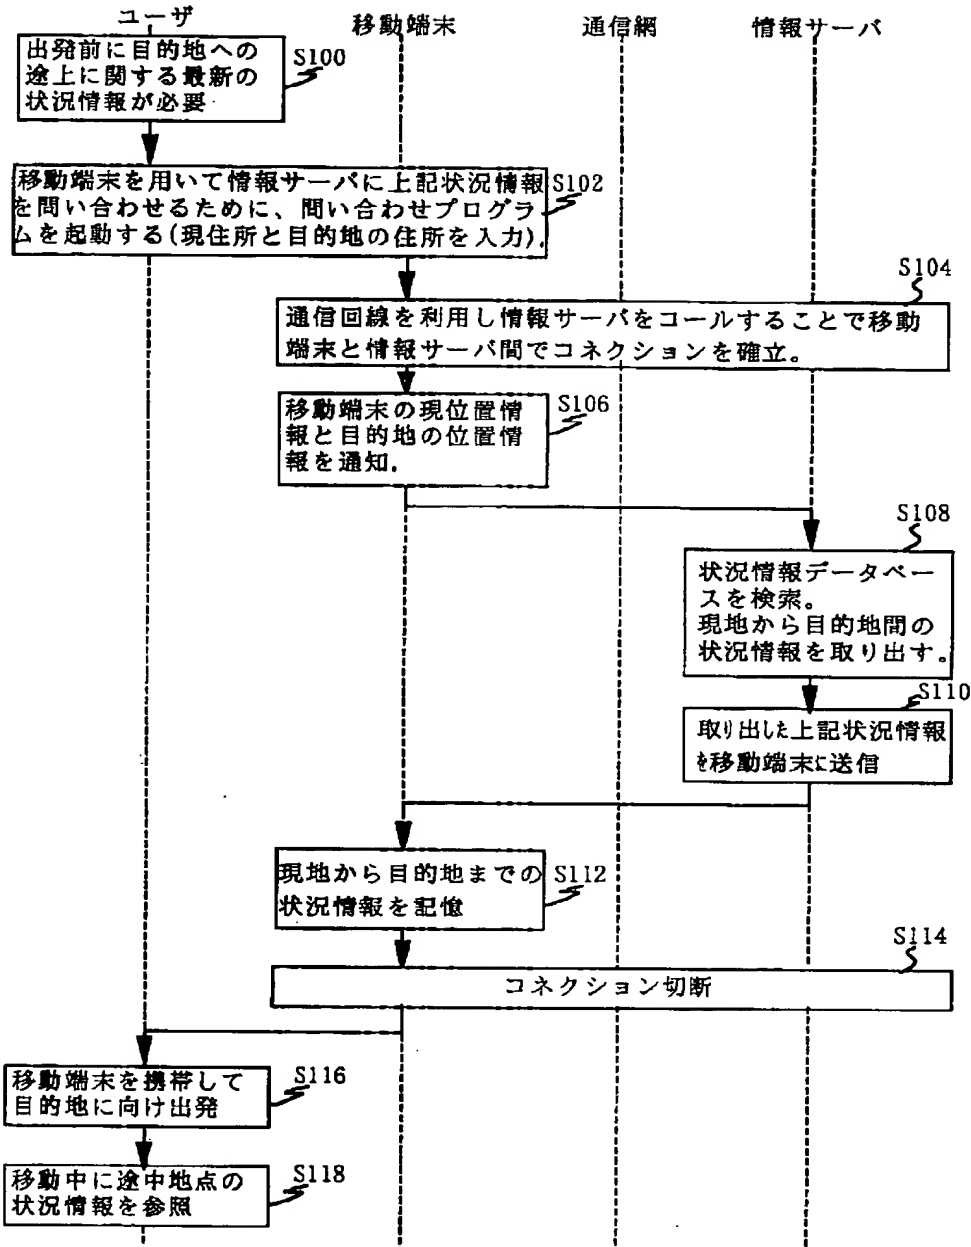 ユーザ
移動端末
通信網
情報サーバ
出発前に目的地への
途上に関する最新の
状況情報が必要
S100
移動端末を用いて情報サーバに上記状況情報
を問い合わせるために、問い合わせプログラ
ムを起動する(現住所と目的地の住所を入力).
S102
S104
通信回線を利用し情報サーバをコールすることで移動
端末と情報サーバ間でコネクションを確立。
移動端末の現位置情
報と目的地の位置情
報を通知.
S106
S108
状況情報データベー
スを検索。
現地から目的地間の
状況情報を取り出す。
S110
取り出した上記状況情報
を移動端末に送信
現地から目的地までの
状況情報を記憶
S112
S114
コネクション切断
移動端末を携帯して
目的地に向け出発
S116
移動中に途中地点の
状況情報を参照
S118